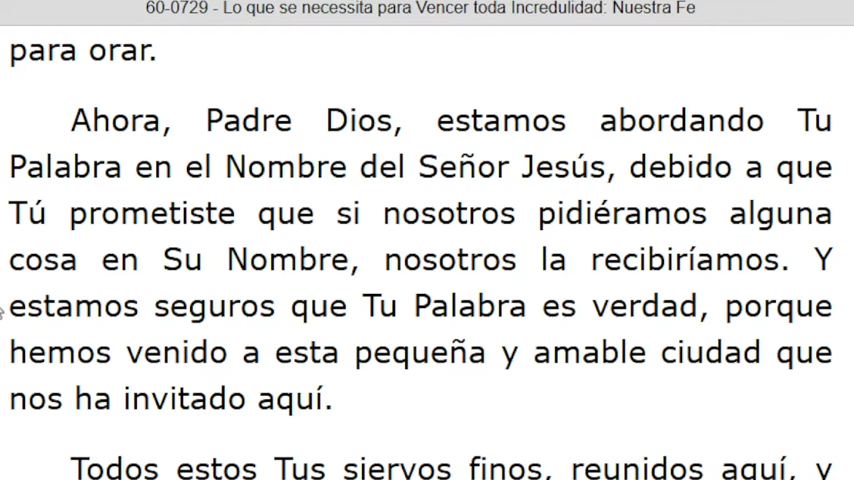 60-0729 - Lo que se necessita para Vencer toda Incredulidad: Nuestra Fe
para orar.
Ahora, Padre Dios, estamos abordando Tu
Palabra en el Nombre del Señor Jesús, debido a que
Tú prometiste que si nosotros pidiéramos alguna
cosa en Su Nombre, nosotros la recibiríamos. Y
estamos seguros que Tu Palabra es verdad, porque
hemos venido a esta pequeña y amable ciudad que
nos ha invitado aquí.
Todos estos Tus siervos finos, reunidos aquí, y